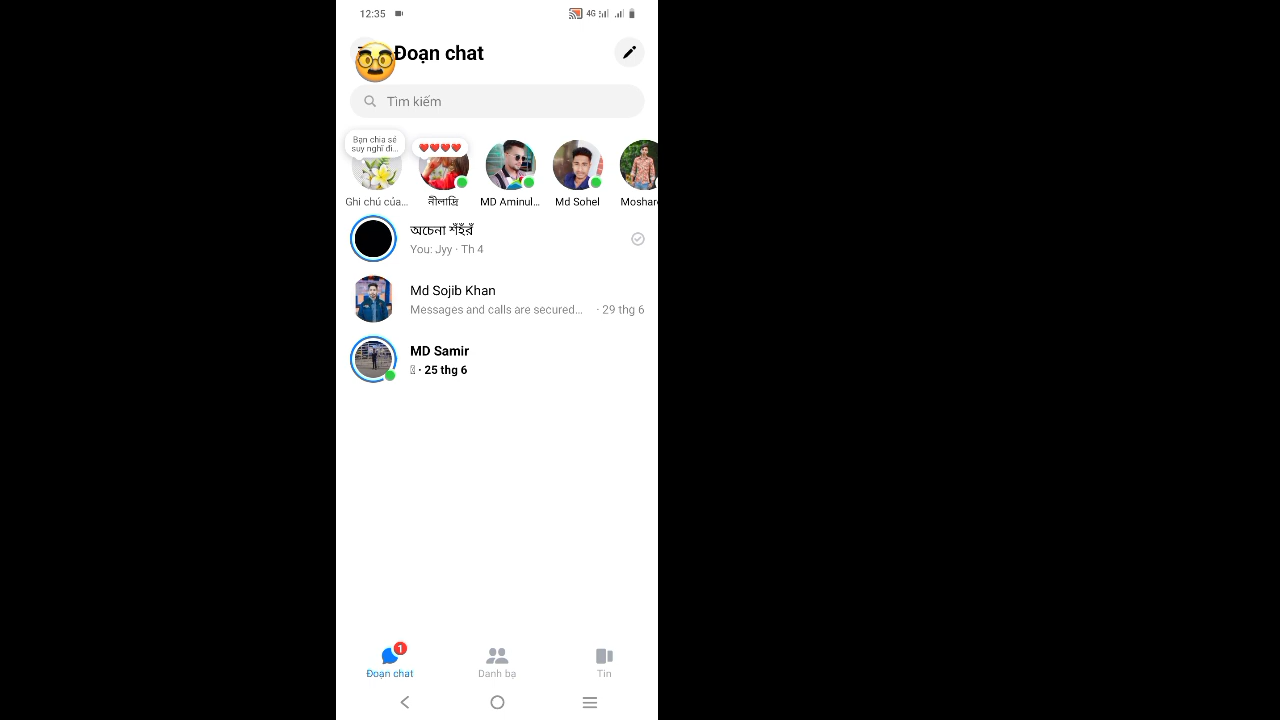 12:35
4G
Đoạn chat
Tìm kiếm
Bạn chia sẻ
suy nghĩ đi...
Ghi chú của...
নীলাদ্রি
MD Aminul...
Md Sohel
Moshar
অচেনা শঁহঁরঁ
You: Jyy · Th 4
Md Sojib Khan
Messages and calls are secured... · 29 thg 6
MD Samir
· 25 thg 6
1
Đoạn chat
Danh bạ
Tin